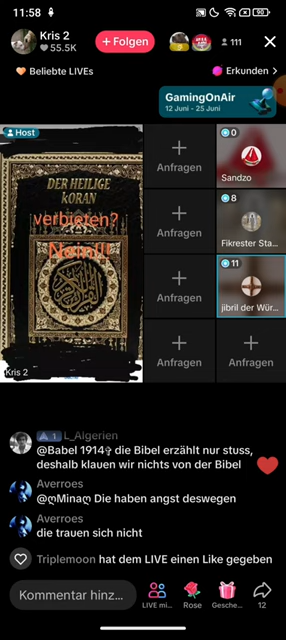 11:58
90
Kris 2
55.5K
+ Folgen
111
Beliebte LIVEs
Erkunden >
GamingOnAir
12 Juni - 25 Juni
Host
DER HEILIGE
KORAN
verbieten?
Nein!!!
Kris 2
Anfragen
0
Sandzo
Anfragen
8
Fikrester Sta...
Anfragen
11
jibril der Wür...
Anfragen
Anfragen
1 L_Algerien
@Babel 1914✞ die Bibel erzählt nur stuss,
deshalb klauen wir nichts von der Bibel
Averroes
@ღMinaღ Die haben angst deswegen
Averroes
die trauen sich nicht
Triplemoon hat dem LIVE einen Like gegeben
Kommentar hinz...
LIVE mi...
Rose
Gesche...
12